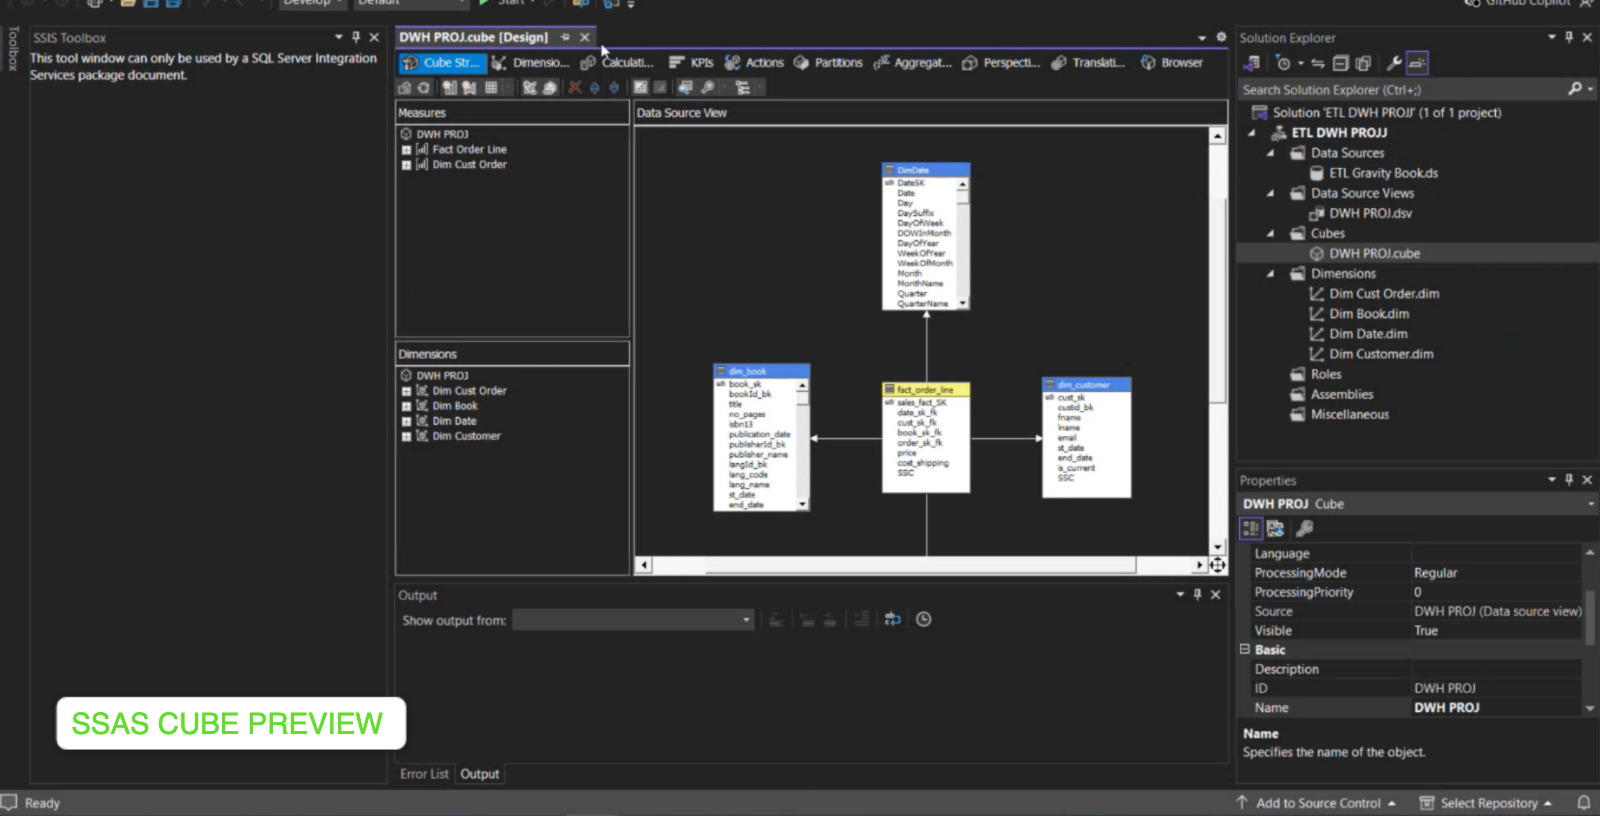 Develop
Default
Start
GitHub Copilot
Toolbox
SSIS Toolbox
This tool window can only be used by a SQL Server Integration
Services package document.
DWH PROJ.cube [Design]
Cube Str...
Dimensio...
Calculati...
KPIs
Actions
Partitions
Aggregat...
Perspecti...
Translati...
Browser
Measures
DWH PROJ
Fact Order Line
Dim Cust Order
Dimensions
DWH PROJ
Dim Cust Order
Dim Book
Dim Date
Dim Customer
Data Source View
DimDate
DateSK
Date
Day
DaySuffix
DayOfWeek
DOWInMonth
DayOfYear
WeekOfYear
WeekOfMonth
Month
MonthName
Quarter
QuarterName
dim_book
book_sk
bookId_bk
title
no_pages
isbn13
publication_date
publisherId_bk
publisher_name
langId_bk
lang_code
lang_name
st_date
end_date
fact_order_line
sales_fact_SK
date_sk_fk
cust_sk_fk
book_sk_fk
order_sk_fk
price
cost_shipping
SSC
dim_customer
cust_sk
custid_bk
fname
lname
email
st_date
end_date
is_current
SSC
Output
Show output from:
Error List
Output
Solution Explorer
Search Solution Explorer (Ctrl+;)
Solution 'ETL DWH PROJJ' (1 of 1 project)
ETL DWH PROJJ
Data Sources
ETL Gravity Book.ds
Data Source Views
DWH PROJ.dsv
Cubes
DWH PROJ.cube
Dimensions
Dim Cust Order.dim
Dim Book.dim
Dim Date.dim
Dim Customer.dim
Roles
Assemblies
Miscellaneous
Properties
DWH PROJ Cube
Language
ProcessingMode Regular
ProcessingPriority 0
Source DWH PROJ (Data source view)
Visible True
Basic
Description
ID DWH PROJ
Name DWH PROJ
Name
Specifies the name of the object.
SSAS CUBE PREVIEW
Ready
Add to Source Control
Select Repository